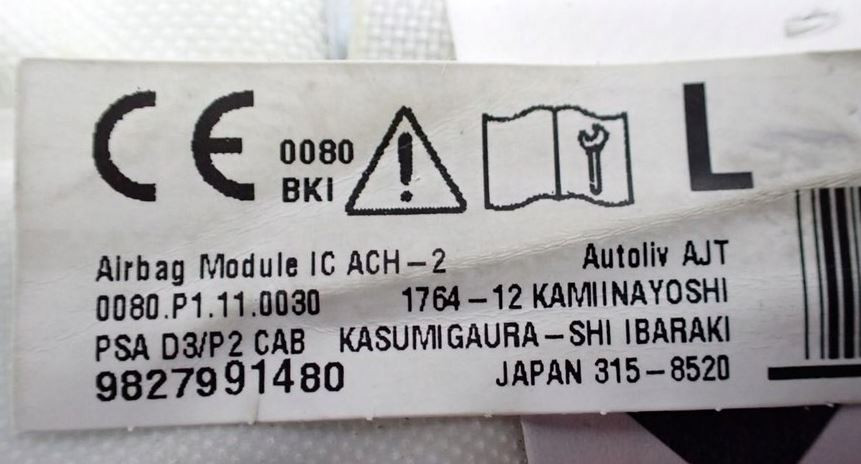 CE 0080 L
BKI
Airbag Module IC ACH-2 Autoliv AJT
0080.P1.11.0030 1764-12 KAMIINAYOSHI
PSA D3/P2 CAB KASUMIGAURA-SHI IBARAKI
9827991480 JAPAN 315-8520